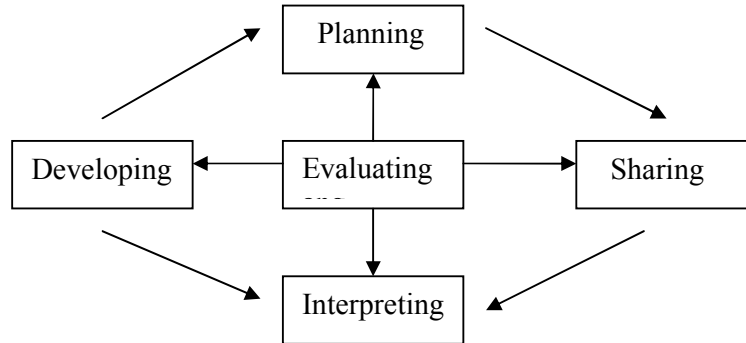 Planning
Developing
Evaluating
Sharing
Interpreting